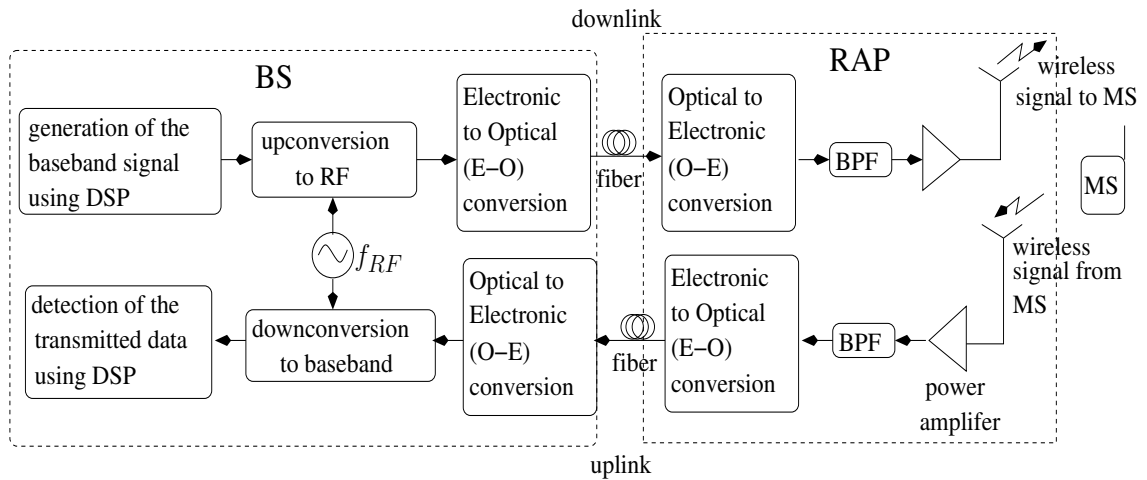 downlink
BS
RAP
generation of the
baseband signal
using DSP
upconversion
to RF
Electronic
to Optical
(E−O)
conversion
fiber
Optical to
Electronic
(O−E)
conversion
BPF
wireless
signal to MS
MS
f_{RF}
detection of the
transmitted data
using DSP
downconversion
to baseband
Optical to
Electronic
(O−E)
conversion
fiber
Electronic
to Optical
(E−O)
conversion
BPF
power
amplifer
wireless
signal from
MS
uplink